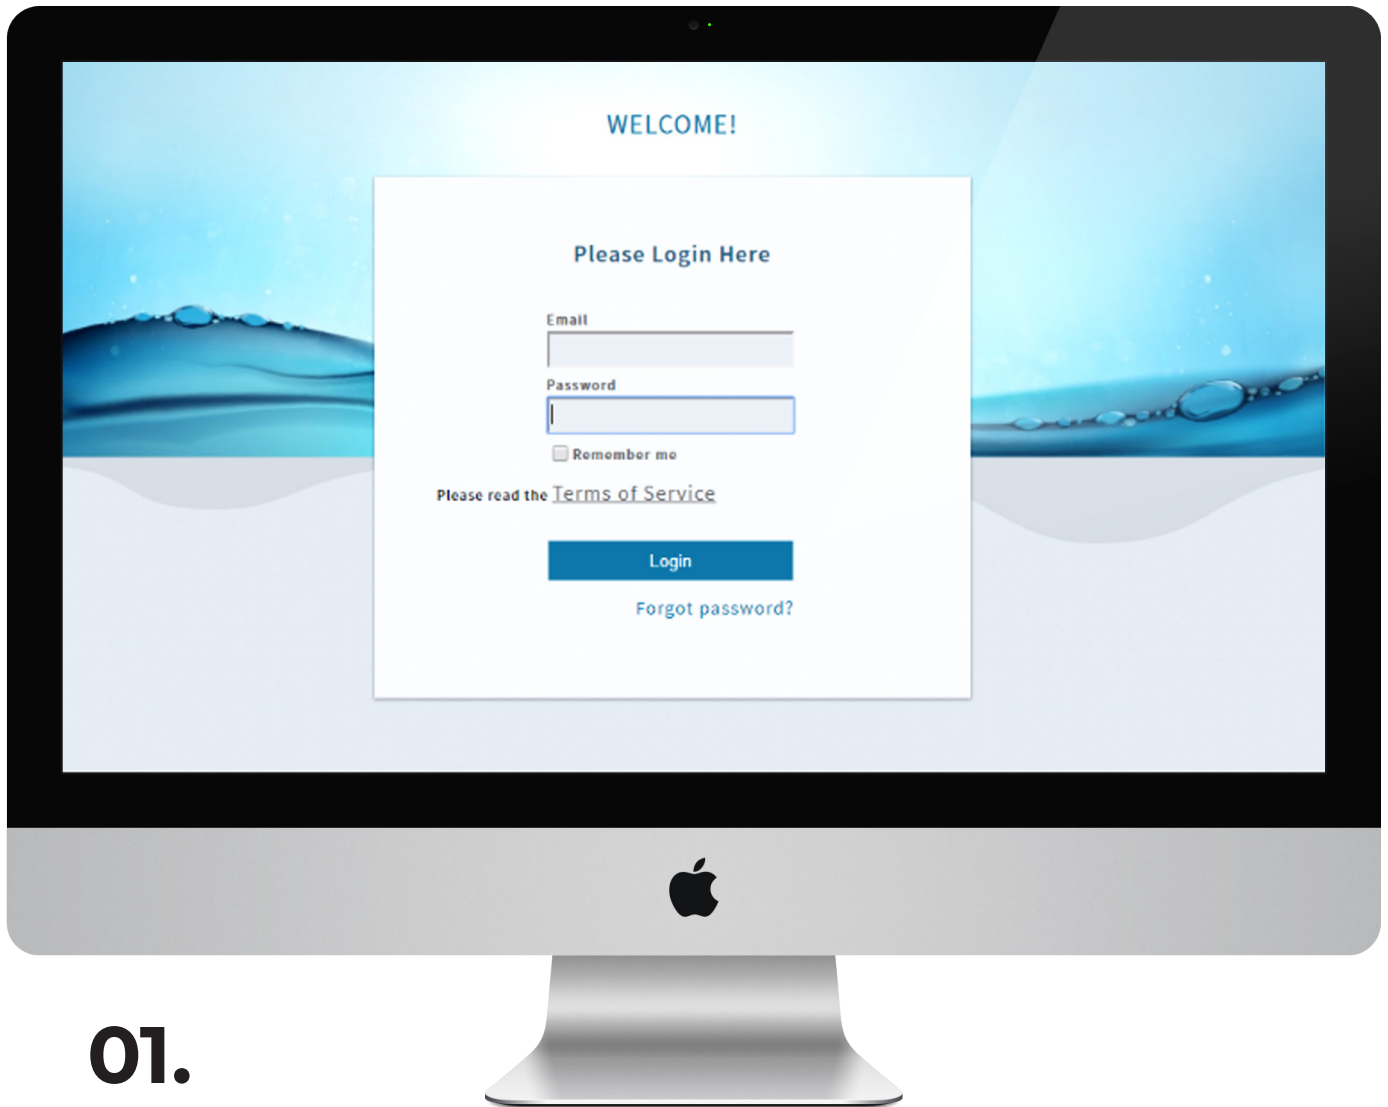 WELCOME!
Please Login Here
Email
Password
Remember me
Please read the Terms of Service
Login
Forgot password?
01.